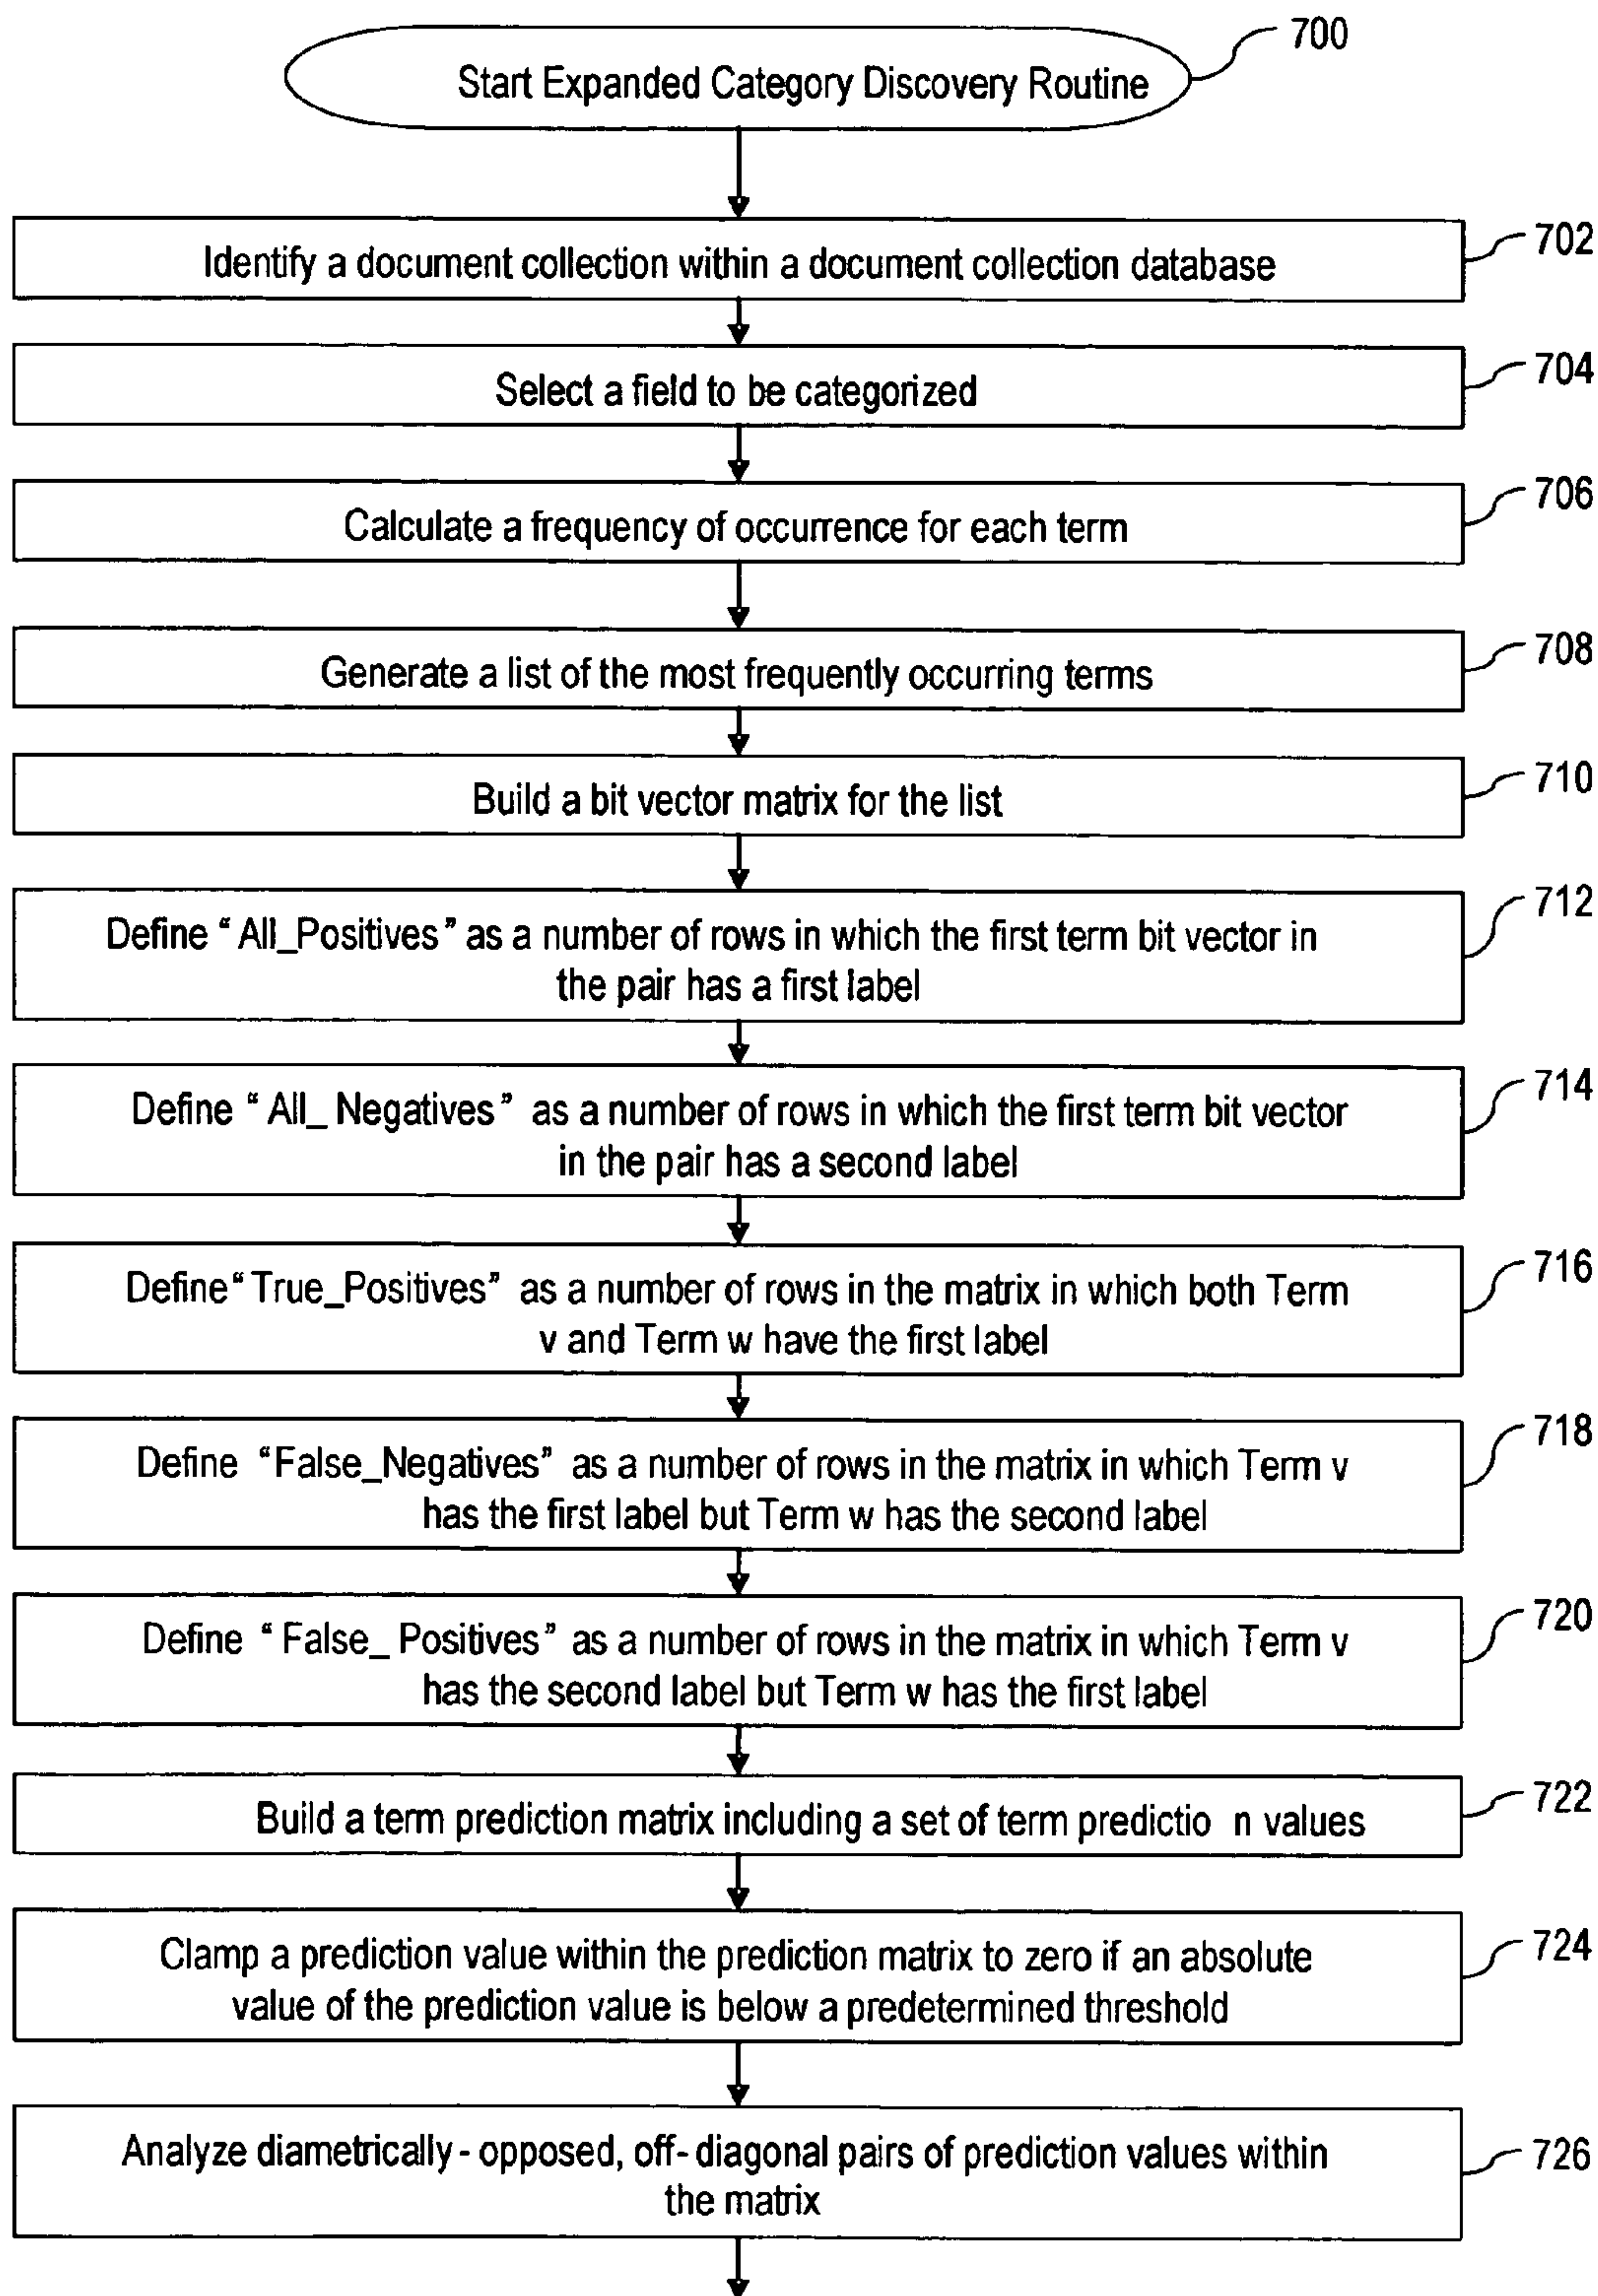 700
Start Expanded Category Discovery Routine
702
Identify a document collection within a document collection database
704
Select a field to be categorized
706
Calculate a frequency of occurrence for each term
708
Generate a list of the most frequently occurring terms
710
Build a bit vector matrix for the list
712
Define “ All_Positives ” as a number of rows in which the first term bit vector in
the pair has a first label
714
Define “ All_ Negatives ” as a number of rows in which the first term bit vector
in the pair has a second label
716
Define “ True_Positives ” as a number of rows in the matrix in which both Term
v and Term w have the first label
718
Define “False_Negatives” as a number of rows in the matrix in which Term v
has the first label but Term w has the second label
720
Define “ False_ Positives ” as a number of rows in the matrix in which Term v
has the second label but Term w has the first label
722
Build a term prediction matrix including a set of term predictio n values
724
Clamp a prediction value within the prediction matrix to zero if an absolute
value of the prediction value is below a predetermined threshold
726
Analyze diametrically - opposed, off- diagonal pairs of prediction values within
the matrix